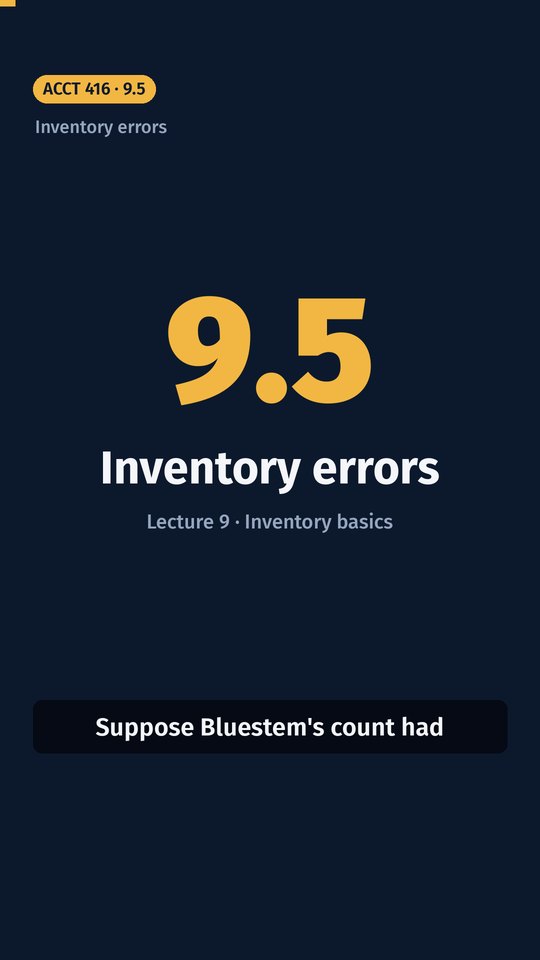 ACCT 416 · 9.5
Inventory errors
9.5
Inventory errors
Lecture 9 · Inventory basics
Suppose Bluestem's count had